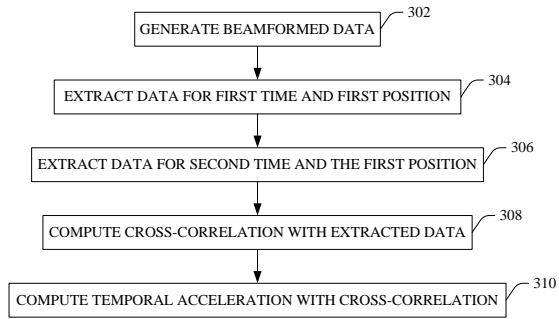 302
GENERATE BEAMFORMED DATA
304
EXTRACT DATA FOR FIRST TIME AND FIRST POSITION
306
EXTRACT DATA FOR SECOND TIME AND THE FIRST POSITION
308
COMPUTE CROSS-CORRELATION WITH EXTRACTED DATA
310
COMPUTE TEMPORAL ACCELERATION WITH CROSS-CORRELATION